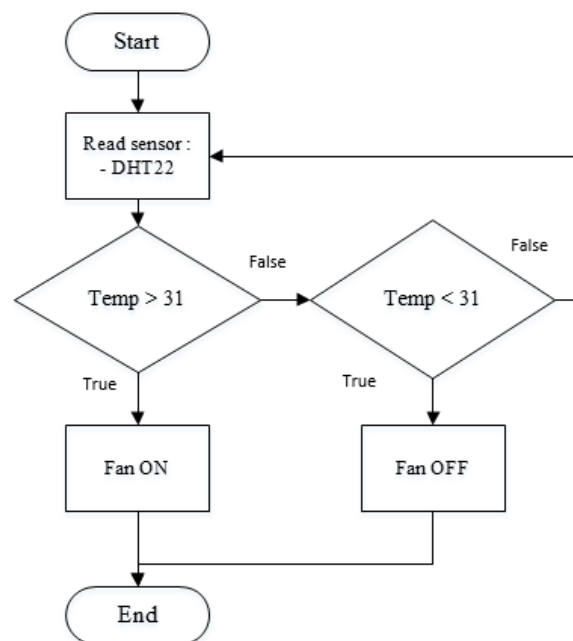 Start
Read sensor :
- DHT22
False
False
Temp > 31
Temp < 31
True
True
Fan ON
Fan OFF
End